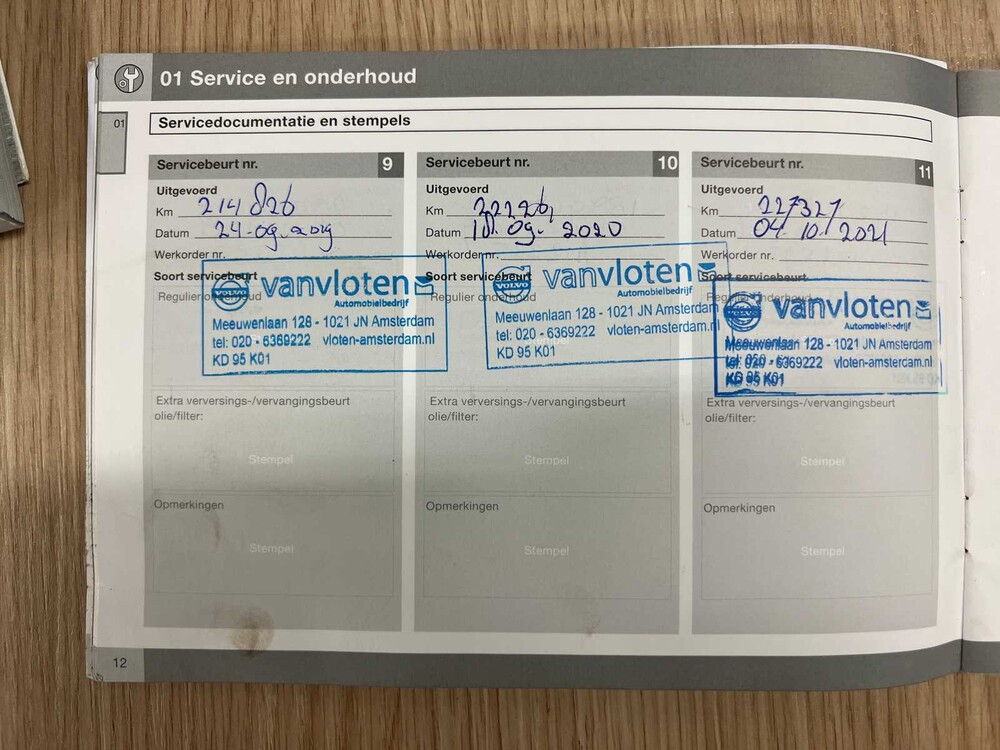 01 Service en onderhoud
01
Servicedocumentatie en stempels
Servicebeurt nr. 9
Uitgevoerd
Km 214 826
Datum 24-09-2019
Werkorder nr.
Soort servicebeurt
Regulier onderhoud
VOLVO
vanvloten
Automobielbedrijf
Meeuwenlaan 128 - 1021 JN Amsterdam
tel: 020 - 6369222 vloten-amsterdam.nl
KD 95 K01
Extra verversings-/vervangingsbeurt
olie/filter:
Stempel
Opmerkingen
Stempel
Servicebeurt nr. 10
Uitgevoerd
Km
Datum 09. 2020
Werkorder nr.
Soort servicebeurt
Regulier onderhoud
VOLVO
vanvloten
Automobielbedrijf
Meeuwenlaan 128 - 1021 JN Amsterdam
tel: 020 - 6369222 vloten-amsterdam.nl
KD 95 K01
Extra verversings-/vervangingsbeurt
olie/filter:
Stempel
Opmerkingen
Stempel
Servicebeurt nr. 11
Uitgevoerd
Km 227321
Datum 04 10. 2021
Werkorder nr.
Soort servicebeurt
Regulier onderhoud
VOLVO
vanvloten
Automobielbedrijf
Meeuwenlaan 128 - 1021 JN Amsterdam
tel: 020 - 6369222 vloten-amsterdam.nl
KD 95 K01
Extra verversings-/vervangingsbeurt
olie/filter:
Stempel
Opmerkingen
Stempel
12